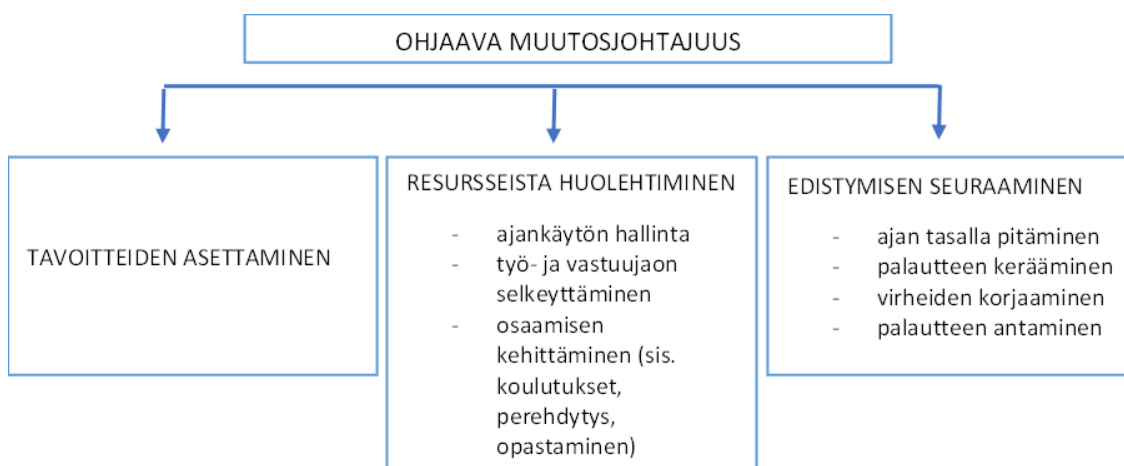 OHJAAVA MUUTOSJOHTAJUUS
TAVOITTEIDEN ASETTAMINEN
RESURSSEISTA HUOLEHTIMINEN
- ajankäytön hallinta
- työ- ja vastuujaon
selkeyttäminen
- osaamisen
kehittäminen (sis.
koulutukset,
perehdytys,
opastaminen)
EDISTYMISEN SEURAAMINEN
- ajan tasalla pitäminen
- palautteen kerääminen
- virheiden korjaaminen
- palautteen antaminen